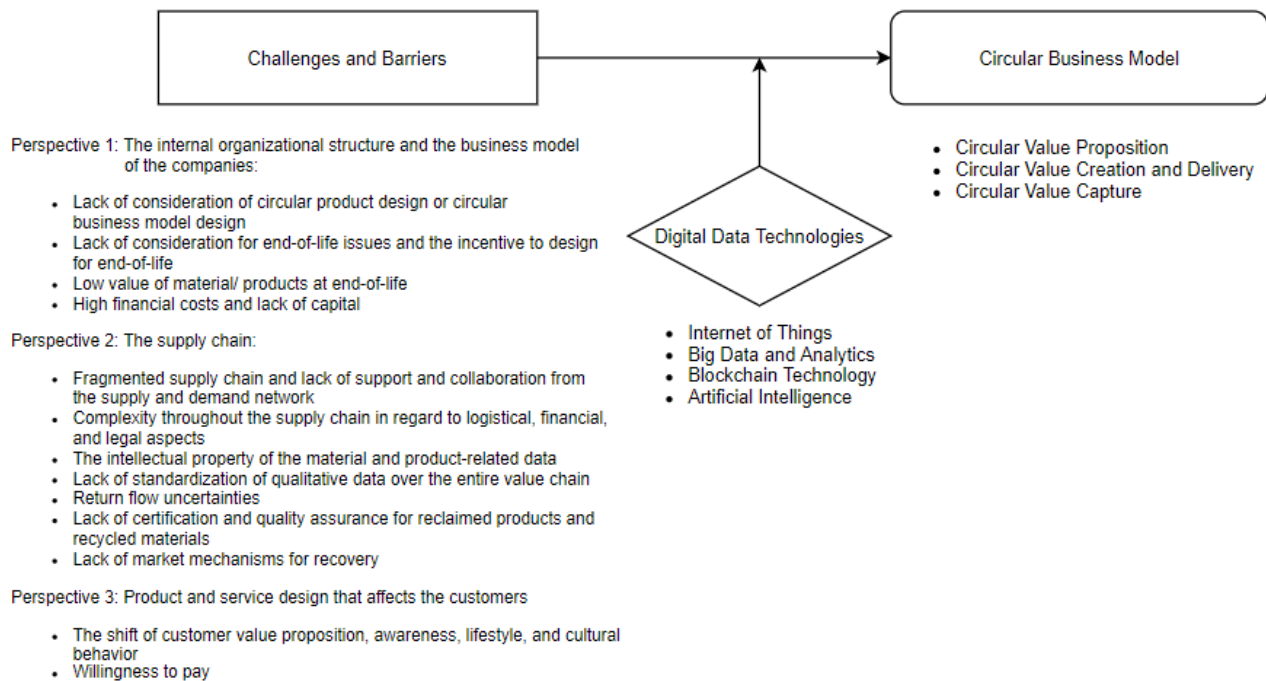 Challenges and Barriers
Circular Business Model
Perspective 1: The internal organizational structure and the business model
of the companies:
• Lack of consideration of circular product design or circular
business model design
• Lack of consideration for end-of-life issues and the incentive to design
for end-of-life
• Low value of material/ products at end-of-life
• High financial costs and lack of capital
Perspective 2: The supply chain:
• Fragmented supply chain and lack of support and collaboration from
the supply and demand network
• Complexity throughout the supply chain in regard to logistical, financial,
and legal aspects
• The intellectual property of the material and product-related data
• Lack of standardization of qualitative data over the entire value chain
• Return flow uncertainties
• Lack of certification and quality assurance for reclaimed products and
recycled materials
• Lack of market mechanisms for recovery
Perspective 3: Product and service design that affects the customers
• The shift of customer value proposition, awareness, lifestyle, and cultural
behavior
• Willingness to pay
Digital Data Technologies
• Internet of Things
• Big Data and Analytics
• Blockchain Technology
• Artificial Intelligence
• Circular Value Proposition
• Circular Value Creation and Delivery
• Circular Value Capture